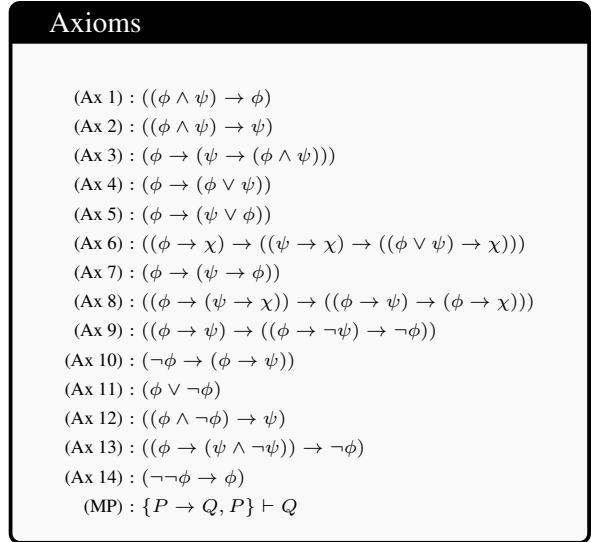 Axioms
(Ax 1) : ((ϕ ∧ ψ) → ϕ)
(Ax 2) : ((ϕ ∧ ψ) → ψ)
(Ax 3) : (ϕ → (ψ → (ϕ ∧ ψ)))
(Ax 4) : (ϕ → (ϕ ∨ ψ))
(Ax 5) : (ϕ → (ψ ∨ ϕ))
(Ax 6) : ((ϕ → χ) → ((ψ → χ) → ((ϕ ∨ ψ) → χ)))
(Ax 7) : (ϕ → (ψ → ϕ))
(Ax 8) : ((ϕ → (ψ → χ)) → ((ϕ → ψ) → (ϕ → χ)))
(Ax 9) : ((ϕ → ψ) → ((ϕ → ¬ψ) → ¬ϕ))
(Ax 10) : (¬ϕ → (ϕ → ψ))
(Ax 11) : (ϕ ∨ ¬ϕ)
(Ax 12) : ((ϕ ∧ ¬ϕ) → ψ)
(Ax 13) : ((ϕ → (ψ ∧ ¬ψ)) → ¬ϕ)
(Ax 14) : (¬¬ϕ → ϕ)
(MP) : {P → Q, P} ⊢ Q